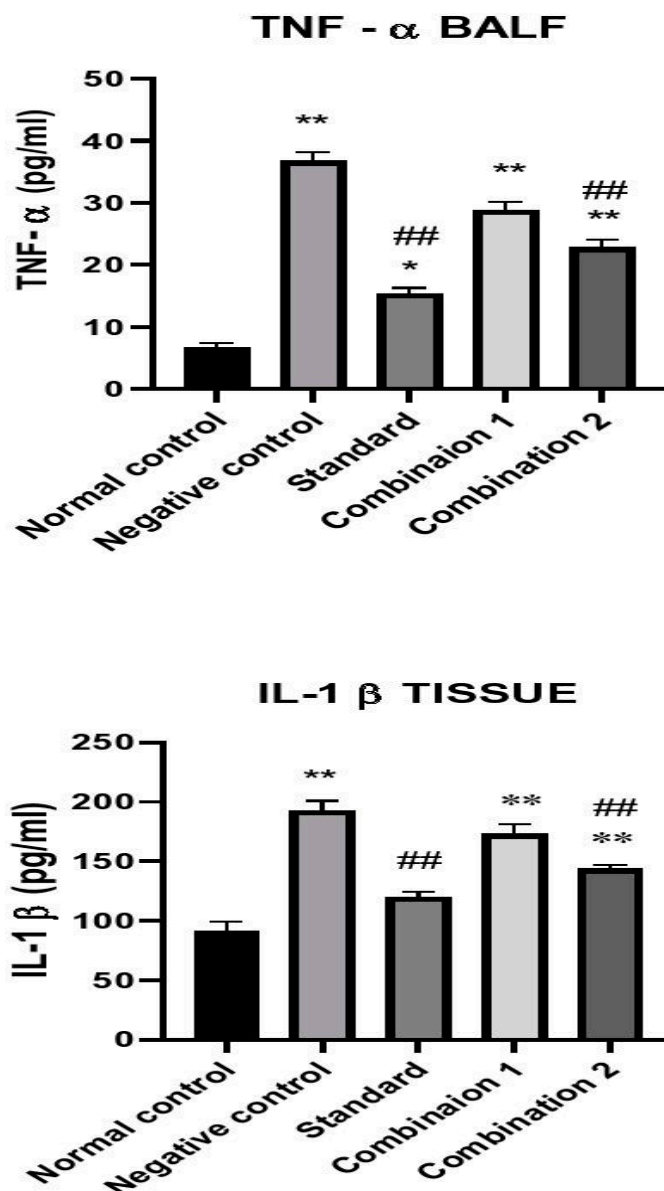 TNF - α BALF
TNF- α (pg/ml)
50
40
30
20
10
0
**
##
*
**
##
**
Normal control
Negative control
Standard
Combinaion 1
Combination 2
IL-1 β TISSUE
IL-1 β (pg/ml)
250
200
150
100
50
0
**
##
**
##
**
Normal control
Negative control
Standard
Combinaion 1
Combination 2